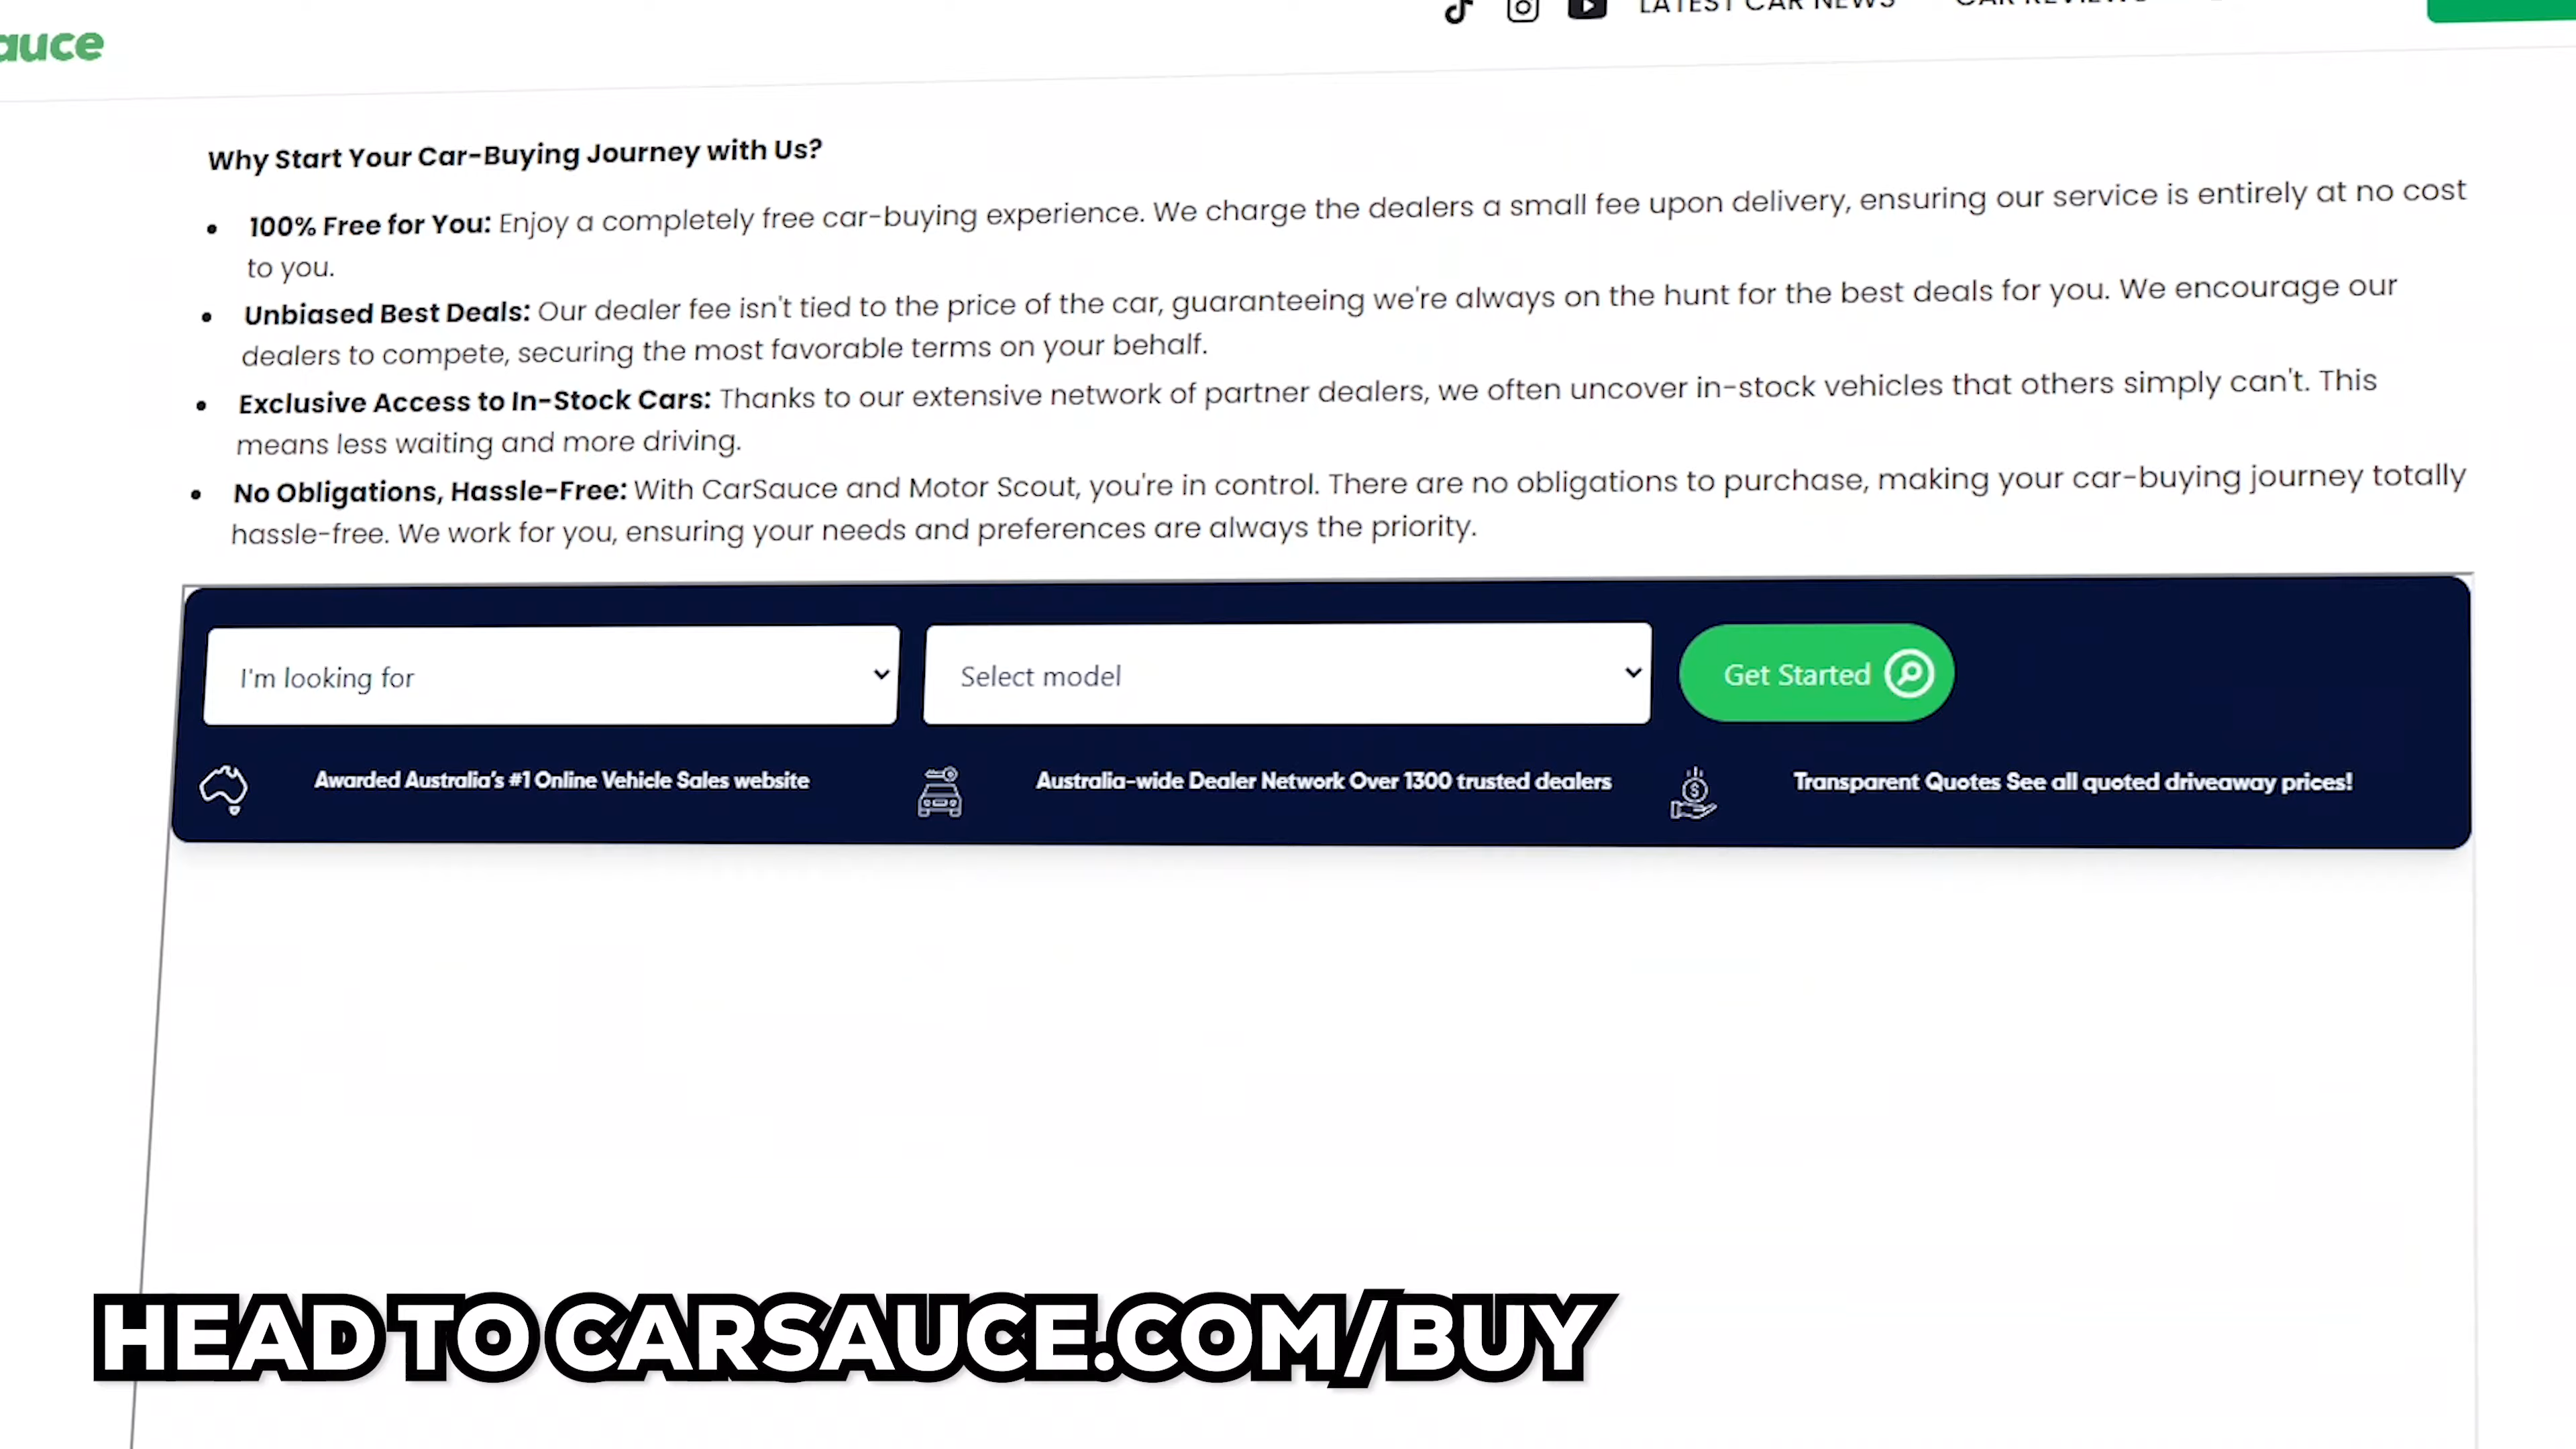 auce
LATEST CAR NEWS
CAR REVIEWS
Why Start Your Car-Buying Journey with Us?
100% Free for You: Enjoy a completely free car-buying experience. We charge the dealers a small fee upon delivery, ensuring our service is entirely at no cost
to you.
Unbiased Best Deals: Our dealer fee isn't tied to the price of the car, guaranteeing we're always on the hunt for the best deals for you. We encourage our
dealers to compete, securing the most favorable terms on your behalf.
Exclusive Access to In-Stock Cars: Thanks to our extensive network of partner dealers, we often uncover in-stock vehicles that others simply can't. This
means less waiting and more driving.
No Obligations, Hassle-Free: With CarSauce and Motor Scout, you're in control. There are no obligations to purchase, making your car-buying journey totally
hassle-free. We work for you, ensuring your needs and preferences are always the priority.
I'm looking for
Select model
Get Started
Awarded Australia's #1 Online Vehicle Sales website
Australia-wide Dealer Network Over 1300 trusted dealers
Transparent Quotes See all quoted driveaway prices!
HEAD TO CARSAUCE.COM/BUY